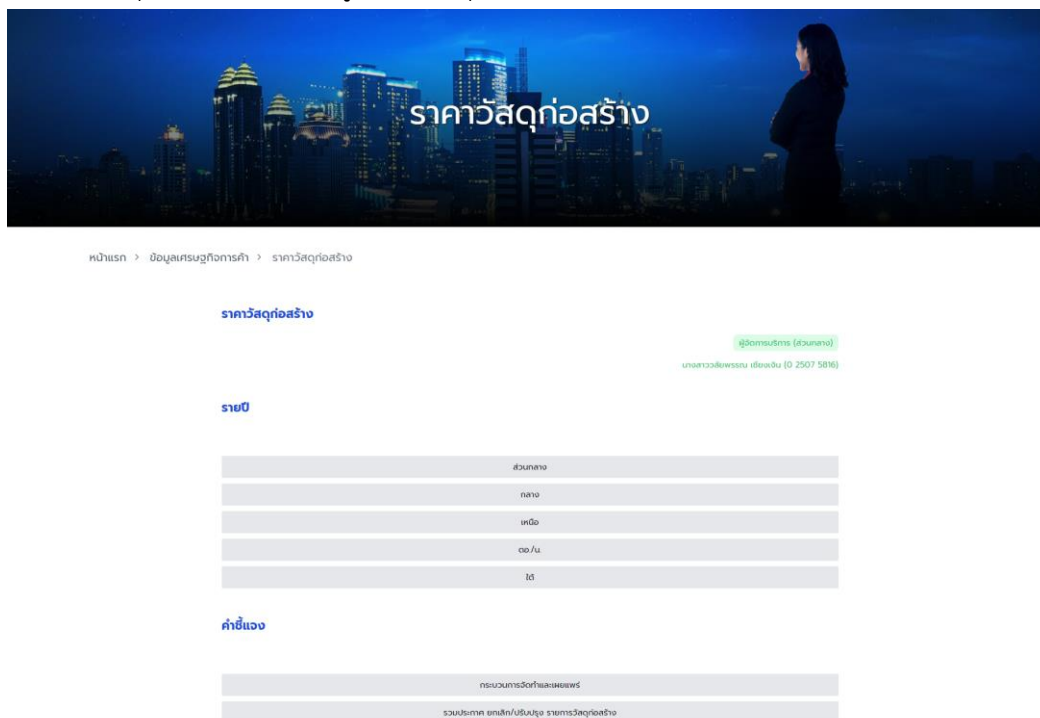 ราคาวัสดุก่อสร้าง
หน้าแรก > ข้อมูลเศรษฐกิจการค้า > ราคาวัสดุก่อสร้าง
ราคาวัสดุก่อสร้าง
ผู้จัดการบริการ (ส่วนกลาง)
นางสาววลัยพรรณ เชียงเงิน (0 2507 5816)
รายปี
ส่วนกลาง
กลาง
เหนือ
ตอ./น.
ใต้
คำชี้แจง
กระบวนการจัดทำและเผยแพร่
รวมประกาศ ยกเลิก/ปรับปรุง รายการวัสดุก่อสร้าง